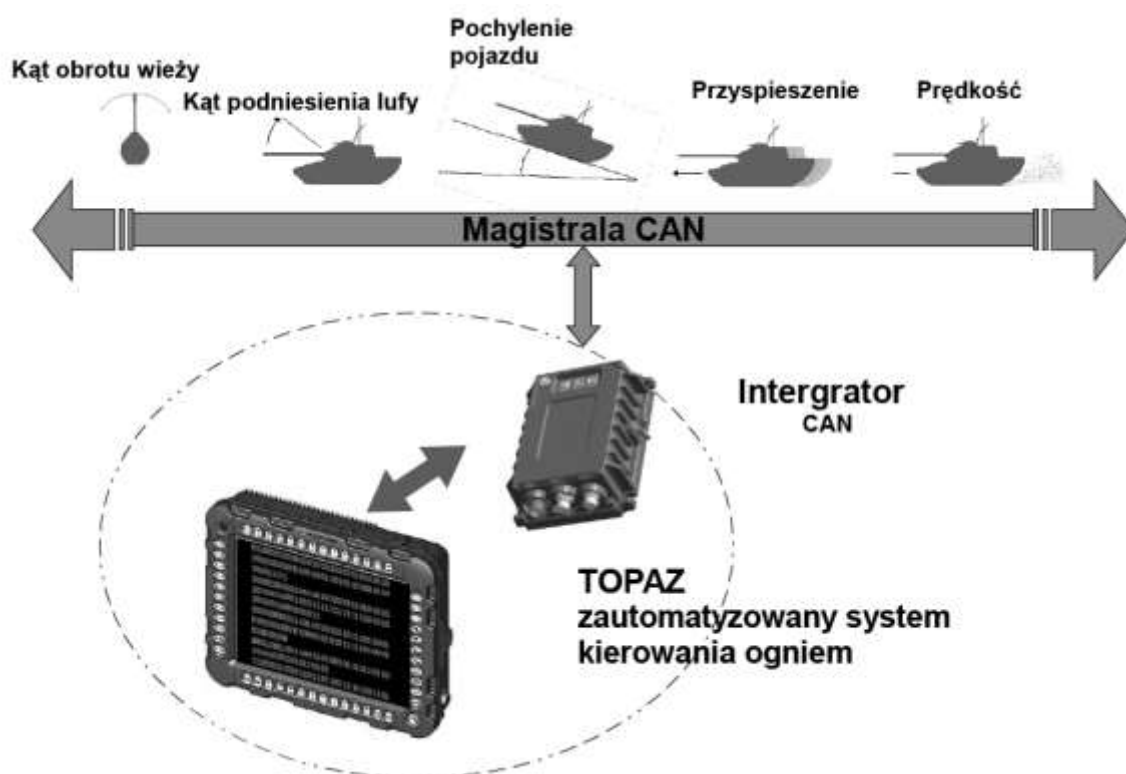 Pochylenie
pojazdu
Kąt obrotu wieży
Kąt podniesienia lufy
Przyspieszenie
Prędkość
Magistrala CAN
Intergrator
CAN
TOPAZ
zautomatyzowany system
kierowania ogniem